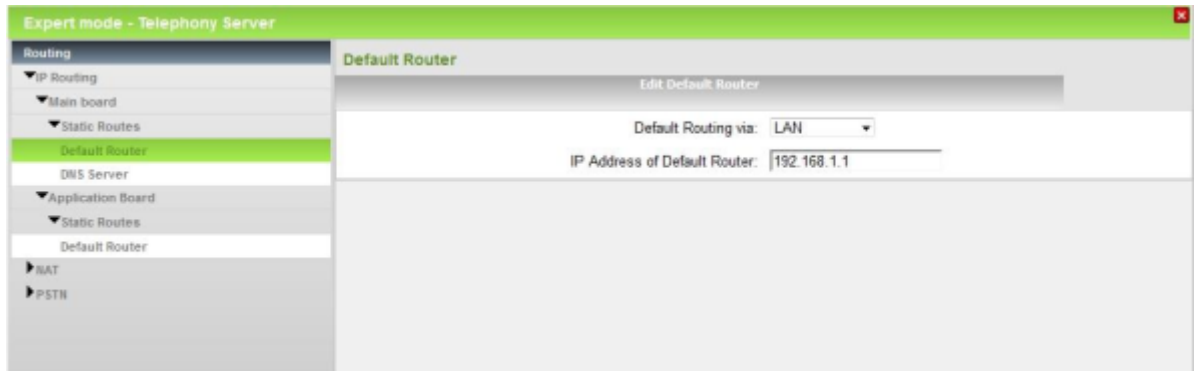 Expert mode - Telephony Server
Routing
IP Routing
Main board
Static Routes
Default Router
DNS Server
Application Board
Static Routes
Default Router
NAT
PSTN
Default Router
Edit Default Router
Default Routing via: LAN
IP Address of Default Router: 192.168.1.1